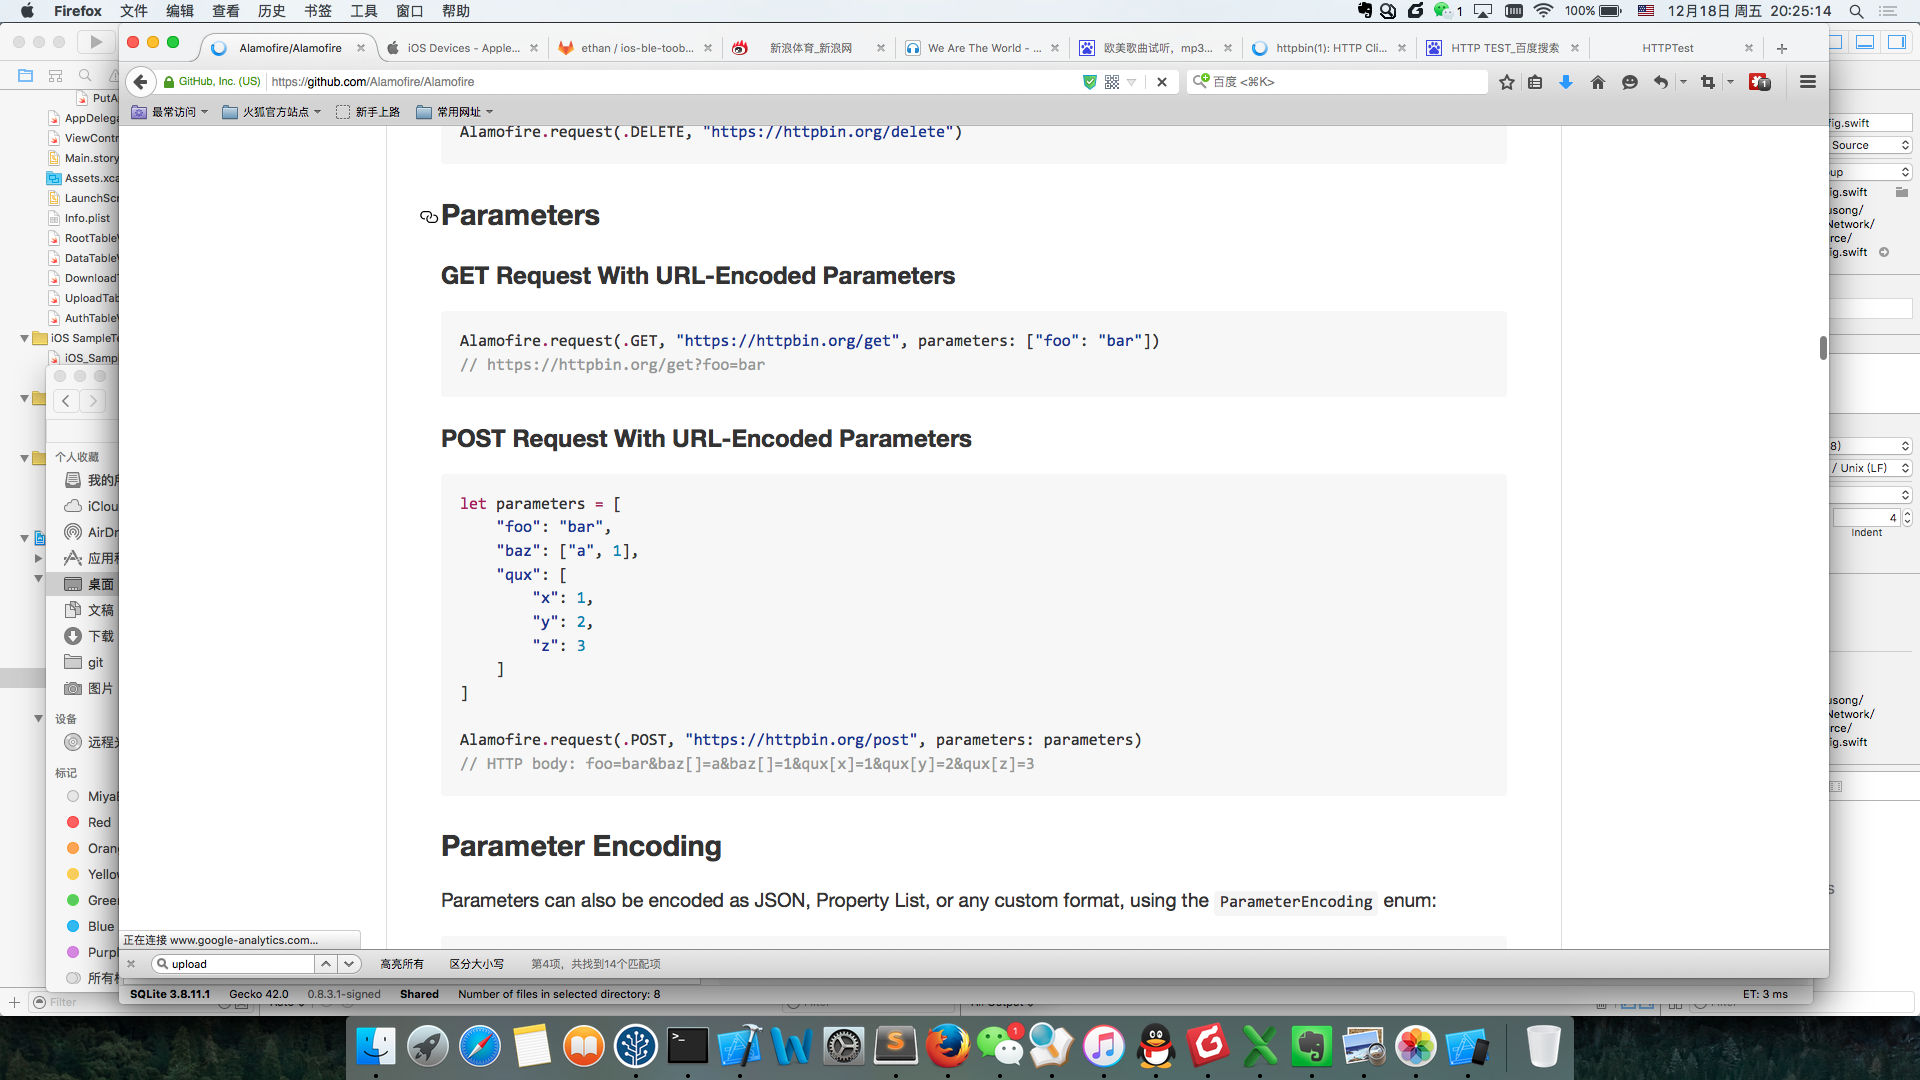 Firefox 文件 编辑 查看 历史 书签 工具 窗口 帮助
1 100% 12月18日 周五 20:25:14
Alamofire/Alamofire
iOS Devices - Apple...
ethan / ios-ble-toob...
新浪体育_新浪网
We Are The World - ...
欧美歌曲试听，mp3...
httpbin(1): HTTP Cli...
HTTP TEST_百度搜索
HTTPTest
GitHub, Inc. (US) https://github.com/Alamofire/Alamofire
百度 <⌘K>
最常访问 火狐官方站点 新手上路 常用网址
Alamofire.request(.DELETE, "https://httpbin.org/delete")
Parameters
GET Request With URL-Encoded Parameters
Alamofire.request(.GET, "https://httpbin.org/get", parameters: ["foo": "bar"])
// https://httpbin.org/get?foo=bar
POST Request With URL-Encoded Parameters
let parameters = [
"foo": "bar",
"baz": ["a", 1],
"qux": [
"x": 1,
"y": 2,
"z": 3
]
]
Alamofire.request(.POST, "https://httpbin.org/post", parameters: parameters)
// HTTP body: foo=bar&baz[]=a&baz[]=1&qux[x]=1&qux[y]=2&qux[z]=3
Parameter Encoding
Parameters can also be encoded as JSON, Property List, or any custom format, using the ParameterEncoding enum:
正在连接 www.google-analytics.com...
upload 高亮所有 区分大小写 第4项，共找到14个匹配项
SQLite 3.8.11.1 Gecko 42.0 0.8.3.1-signed Shared Number of files in selected directory: 8 ET: 3 ms
PutA
AppDelega
ViewContr
Main.story
Assets.xca
LaunchScr
Info.plist
RootTable
DataTable
Download
UploadTab
AuthTable
iOS SampleTe
iOS_Samp
个人收藏
我的
iClou
AirDr
应用
桌面
文稿
下载
git
图片
设备
远程
标记
Miya
Red
Oran
Yello
Gree
Blue
Purpl
所有
Filter
fig.swift
Source
oup
ig.swift
usong/
Network/
rce/
ig.swift
8)
/ Unix (LF)
4
Indent
usong/
Network/
rce/
ig.swift